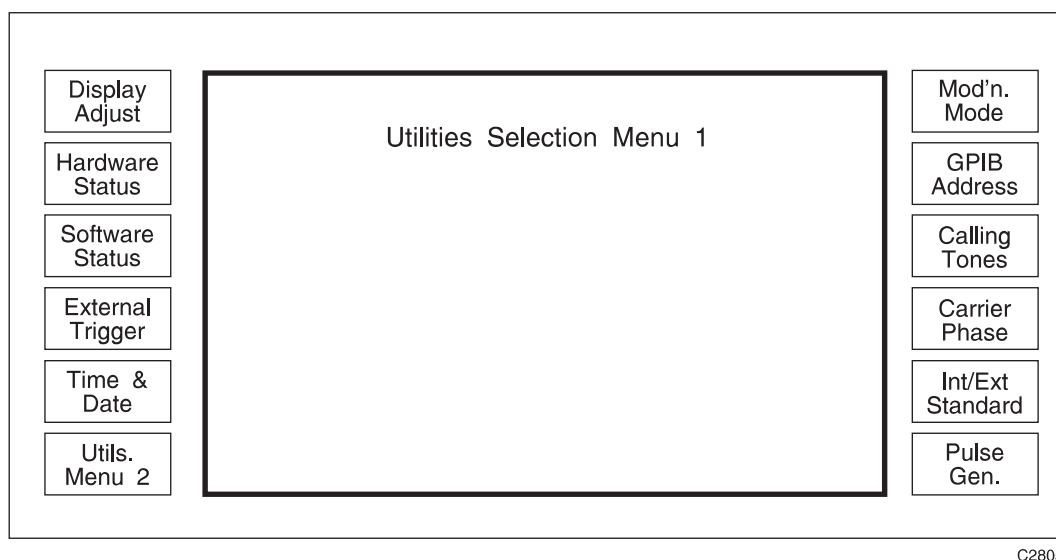 Display
Adjust
Hardware
Status
Software
Status
External
Trigger
Time &
Date
Utils.
Menu 2
Utilities Selection Menu 1
Mod'n.
Mode
GPIB
Address
Calling
Tones
Carrier
Phase
Int/Ext
Standard
Pulse
Gen.